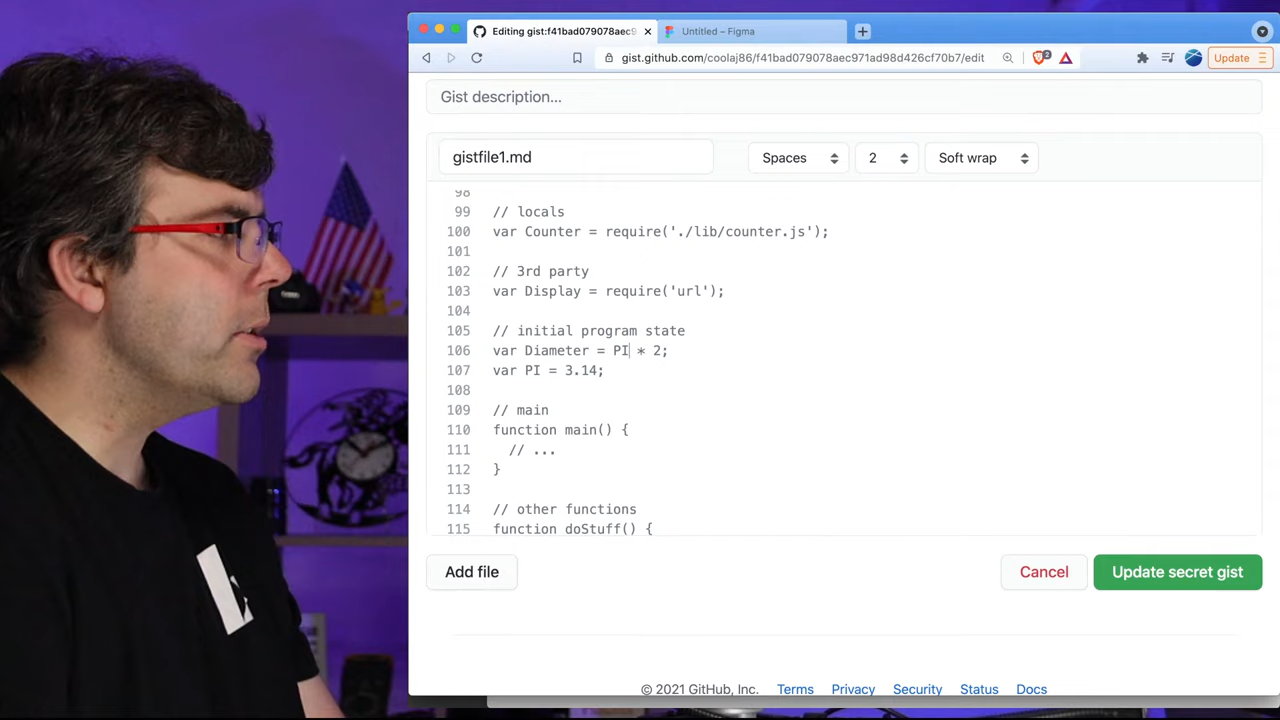 Editing gist:f41bad079078aec9
Untitled – Figma
gist.github.com/coolaj86/f41bad079078aec971ad98d426cf70b7/edit
2
Update
Gist description...
gistfile1.md
Spaces
2
Soft wrap
98
99 // locals
100 var Counter = require('./lib/counter.js');
101
102 // 3rd party
103 var Display = require('url');
104
105 // initial program state
106 var Diameter = PI * 2;
107 var PI = 3.14;
108
109 // main
110 function main() {
111 // ...
112 }
113
114 // other functions
115 function doStuff() {
Add file
Cancel
Update secret gist
© 2021 GitHub, Inc.
Terms
Privacy
Security
Status
Docs